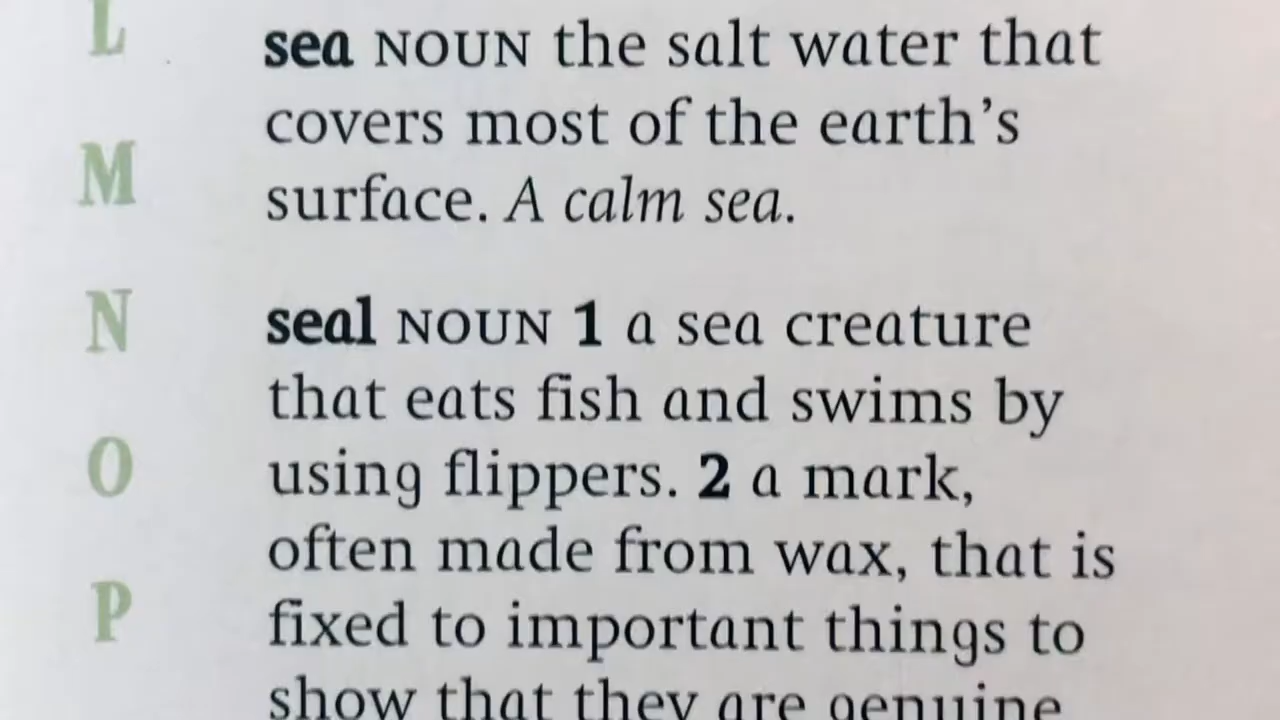 L
M
N
O
P
sea NOUN the salt water that
covers most of the earth's
surface. A calm sea.
seal NOUN 1 a sea creature
that eats fish and swims by
using flippers. 2 a mark,
often made from wax, that is
fixed to important things to
show that they are genuine